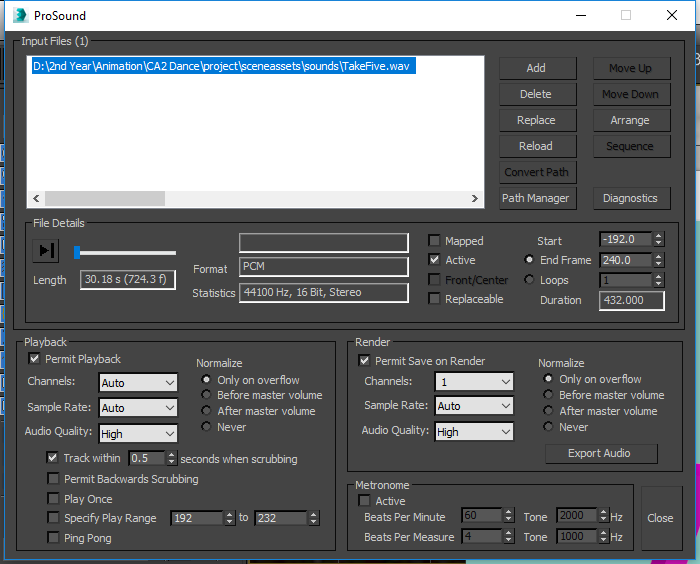 ProSound
Input Files (1)
D:\2nd Year\Animation\CA2 Dance\project\sceneassets\sounds\TakeFive.wav
Add Move Up
Delete Move Down
Replace Arrange
Reload Sequence
Convert Path
Path Manager Diagnostics
File Details
Length 30.18 s (724.3 f)
Format PCM
Statistics 44100 Hz, 16 Bit, Stereo
Mapped Start -192.0
Active End Frame 240.0
Front/Center Loops 1
Replaceable Duration 432.000
Playback
Permit Playback
Normalize
Channels: Auto Only on overflow
Before master volume
Sample Rate: Auto After master volume
Audio Quality: High Never
Track within 0.5 seconds when scrubbing
Permit Backwards Scrubbing
Play Once
Specify Play Range 192 to 232
Ping Pong
Render
Permit Save on Render
Normalize
Channels: 1 Only on overflow
Before master volume
Sample Rate: Auto After master volume
Audio Quality: High Never
Export Audio
Metronome
Active
Beats Per Minute 60 Tone 2000 Hz
Beats Per Measure 4 Tone 1000 Hz
Close